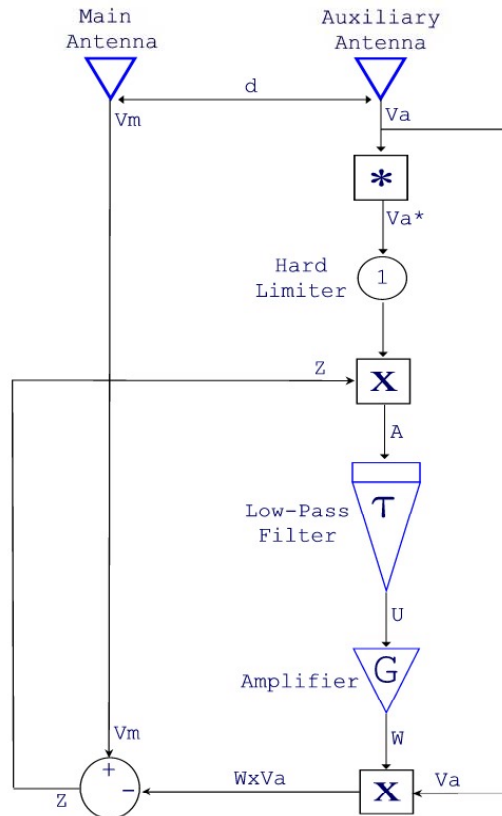 Main
Antenna
Auxiliary
Antenna
d
Vm
Va
*
Va*
Hard
Limiter
1
Z
X
A
Low-Pass
Filter
τ
U
Amplifier
G
W
Vm
+
-
Z
WxVa
X
Va